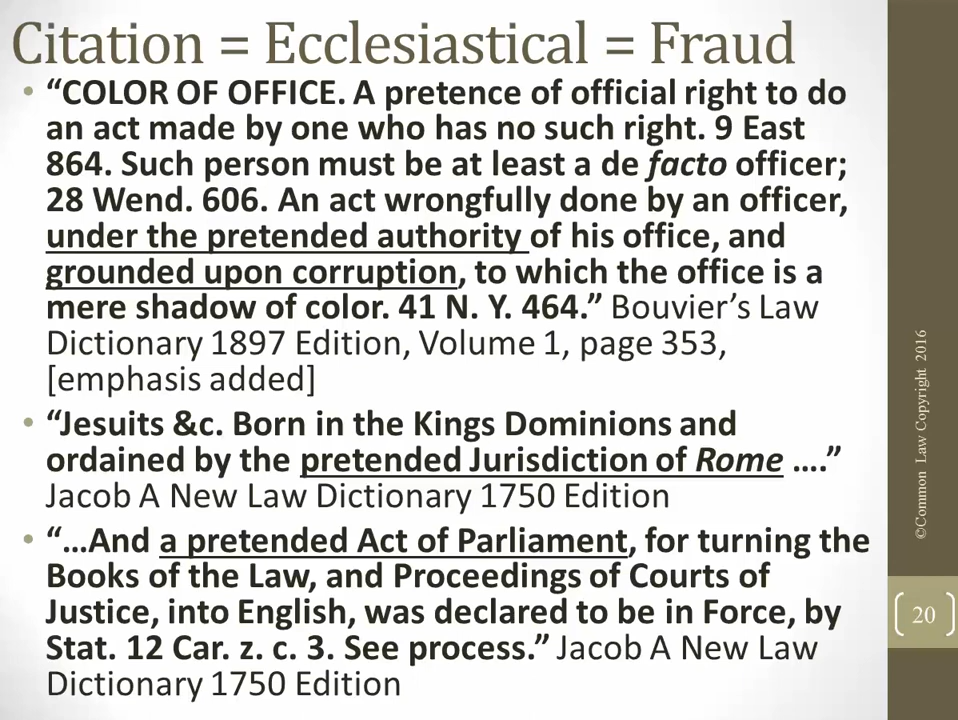 Citation = Ecclesiastical = Fraud
• “COLOR OF OFFICE. A pretence of official right to do
an act made by one who has no such right. 9 East
864. Such person must be at least a de facto officer;
28 Wend. 606. An act wrongfully done by an officer,
under the pretended authority of his office, and
grounded upon corruption, to which the office is a
mere shadow of color. 41 N. Y. 464.” Bouvier’s Law
Dictionary 1897 Edition, Volume 1, page 353,
[emphasis added]
• “Jesuits &c. Born in the Kings Dominions and
ordained by the pretended Jurisdiction of Rome ….”
Jacob A New Law Dictionary 1750 Edition
• “…And a pretended Act of Parliament, for turning the
Books of the Law, and Proceedings of Courts of
Justice, into English, was declared to be in Force, by
Stat. 12 Car. z. c. 3. See process.” Jacob A New Law
Dictionary 1750 Edition
©Common Law Copyright 2016
20